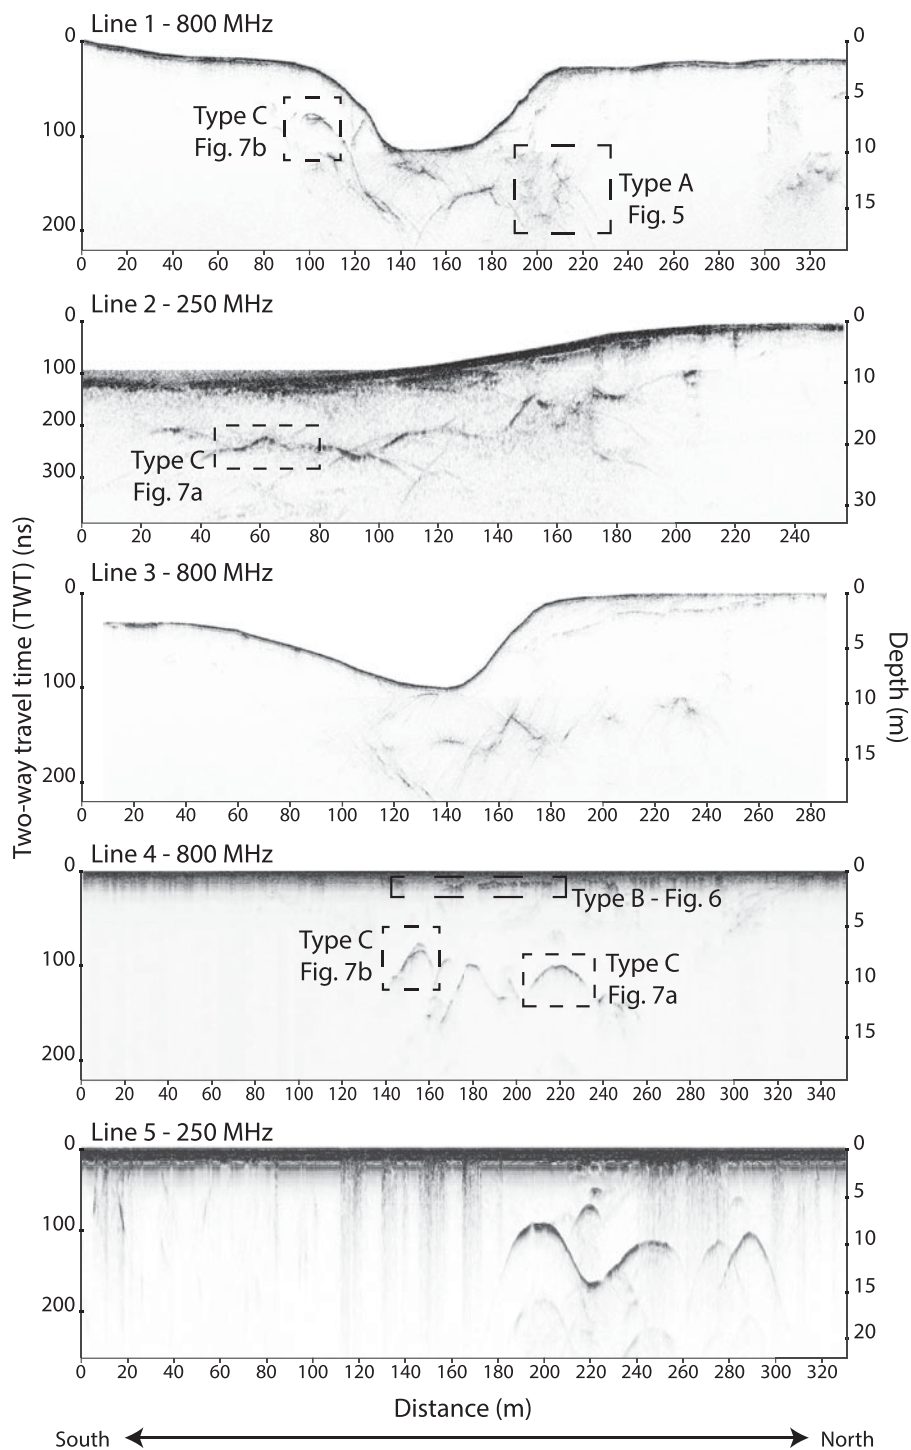 Line 1 - 800 MHz
0 0
5
Type C
Fig. 7b
100 10
Type A
Fig. 5
15
200
0 20 40 60 80 100 120 140 160 180 200 220 240 260 280 300 320
Line 2 - 250 MHz
0 0
100 10
200 20
Type C
Fig. 7a
300 30
0 20 40 60 80 100 120 140 160 180 200 220 240
Line 3 - 800 MHz
0 0
5
100 10
15
200
0 20 40 60 80 100 120 140 160 180 200 220 240 260 280
Two-way travel time (TWT) (ns)
Depth (m)
Line 4 - 800 MHz
0 0
Type B - Fig. 6
5
Type C
Fig. 7b
Type C
Fig. 7a
100 10
15
200
0 20 40 60 80 100 120 140 160 180 200 220 240 260 280 300 320 340
Line 5 - 250 MHz
0 0
5
100 10
15
200 20
0 20 40 60 80 100 120 140 160 180 200 220 240 260 280 300 320
Distance (m)
South North